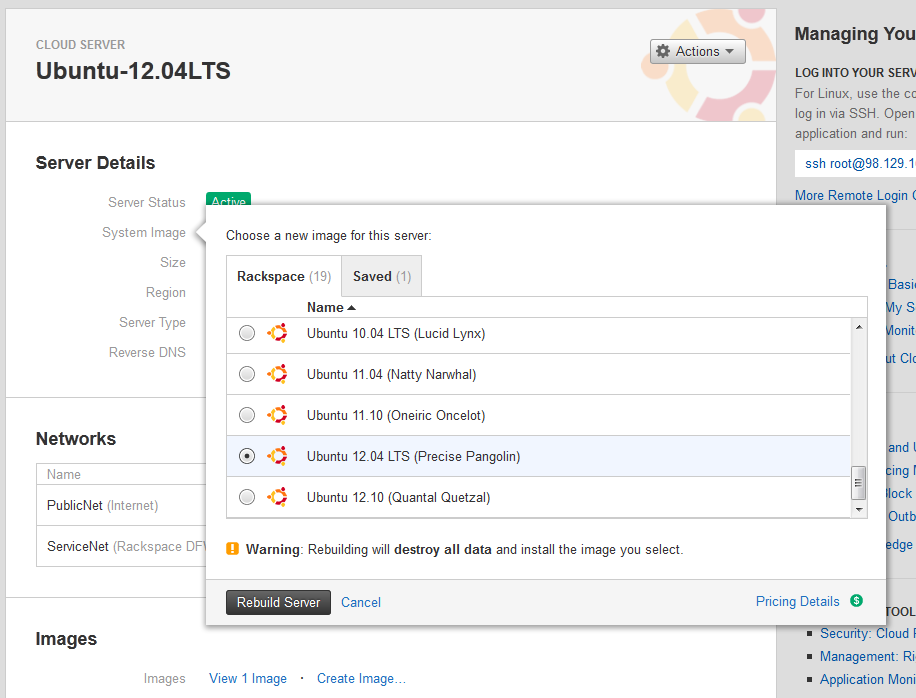 CLOUD SERVER
Ubuntu-12.04LTS
Actions
Server Details
Server Status Active
System Image
Size
Region
Server Type
Reverse DNS
Networks
Name
PublicNet (Internet)
ServiceNet (Rackspace DFW
Images
Images View 1 Image · Create Image...
Choose a new image for this server:
Rackspace (19) Saved (1)
Name
Ubuntu 10.04 LTS (Lucid Lynx)
Ubuntu 11.04 (Natty Narwhal)
Ubuntu 11.10 (Oneiric Oncelot)
Ubuntu 12.04 LTS (Precise Pangolin)
Ubuntu 12.10 (Quantal Quetzal)
Warning: Rebuilding will destroy all data and install the image you select.
Rebuild Server Cancel
Pricing Details $
Managing You
LOG INTO YOUR SERV
For Linux, use the co
log in via SSH. Open
application and run:
ssh root@98.129.1
More Remote Login
Basi
My S
Monit
ut Clo
and U
cing
Block
Outb
edge
TOOL
Security: Cloud
Management: Ri
Application Moni